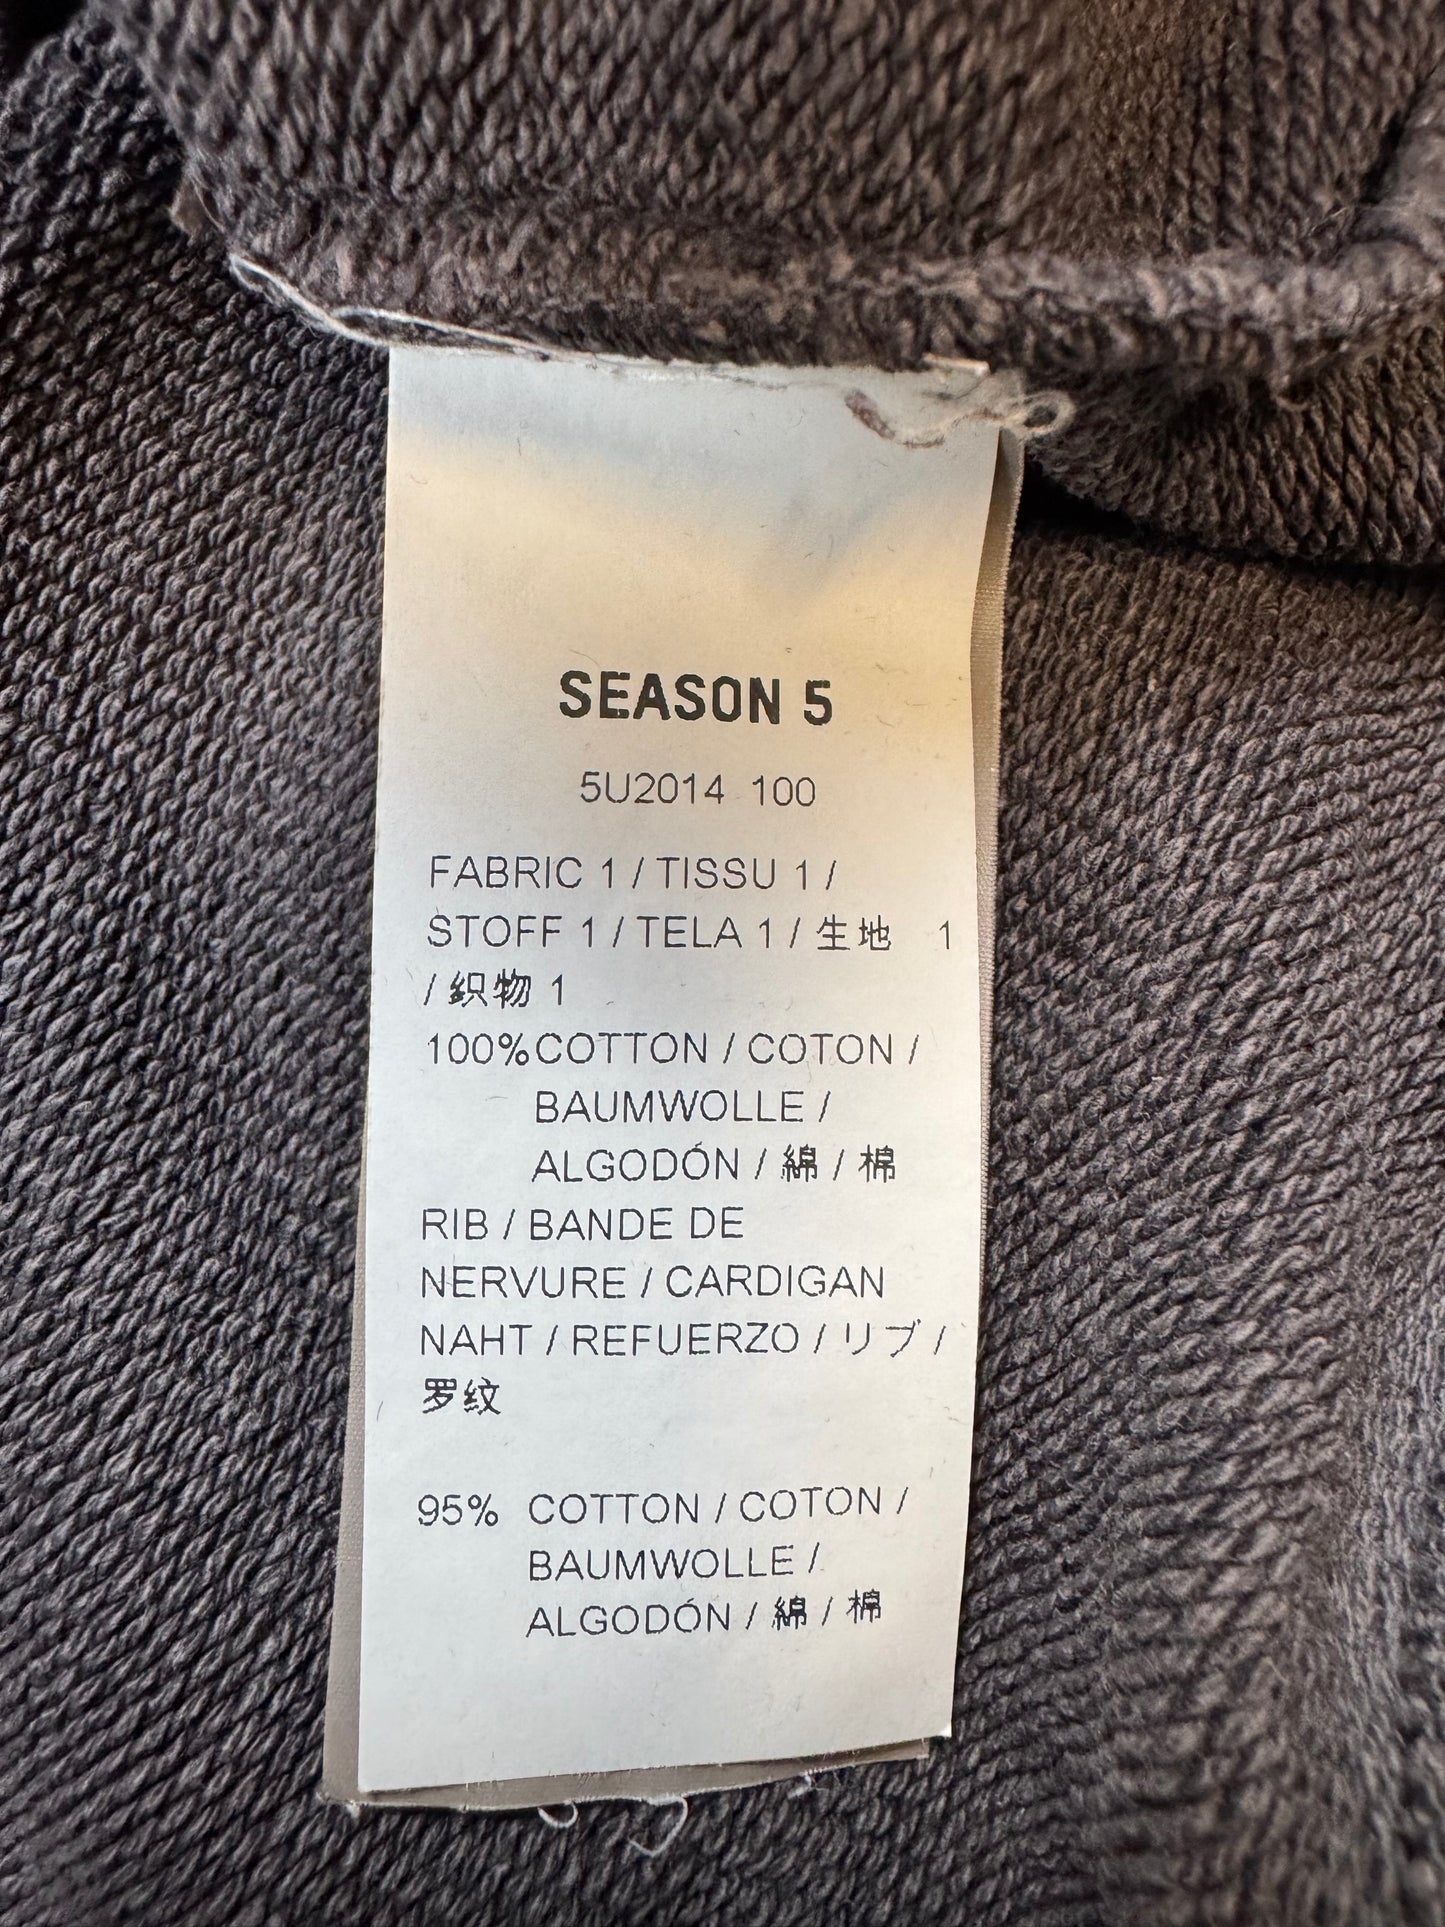 SEASON 5
5U2014 100
FABRIC 1 / TISSU 1 /
STOFF 1 / TELA 1 / 生地 1
/ 织物 1
100%COTTON / COTON /
BAUMWOLLE /
ALGODÓN / 綿 / 棉
RIB / BANDE DE
NERVURE / CARDIGAN
NAHT / REFUERZO / リブ /
罗纹
95% COTTON / COTON /
BAUMWOLLE /
ALGODÓN / 綿 / 棉